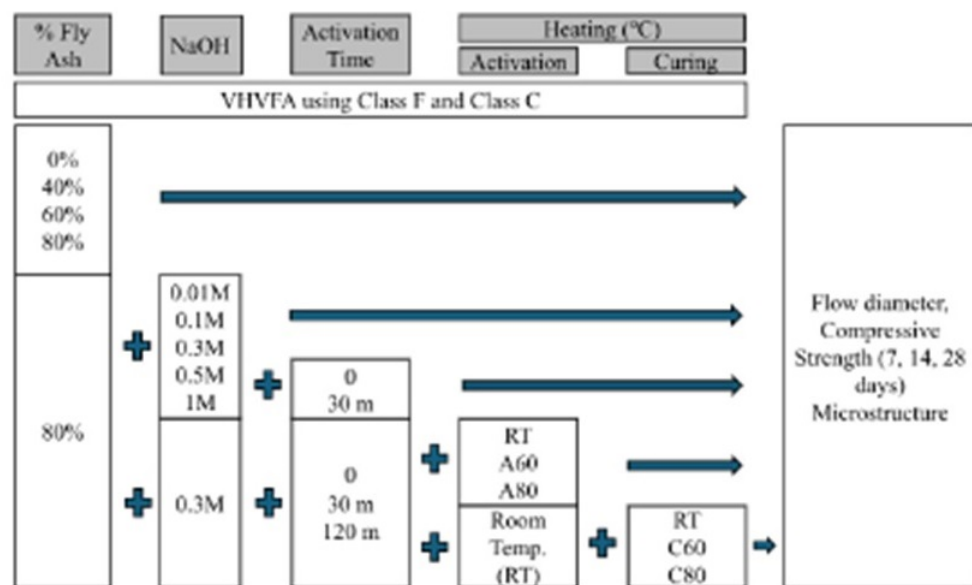 % Fly
Ash
NaOH
Activation
Time
Heating (°C)
Activation
Curing
VHVFA using Class F and Class C
0%
40%
60%
80%
80%
0.01M
0.1M
0.3M
0.5M
1M
0.3M
0
30 m
0
30 m
120 m
RT
A60
A80
Room
Temp.
(RT)
RT
C60
C80
Flow diameter,
Compressive
Strength (7, 14, 28
days)
Microstructure